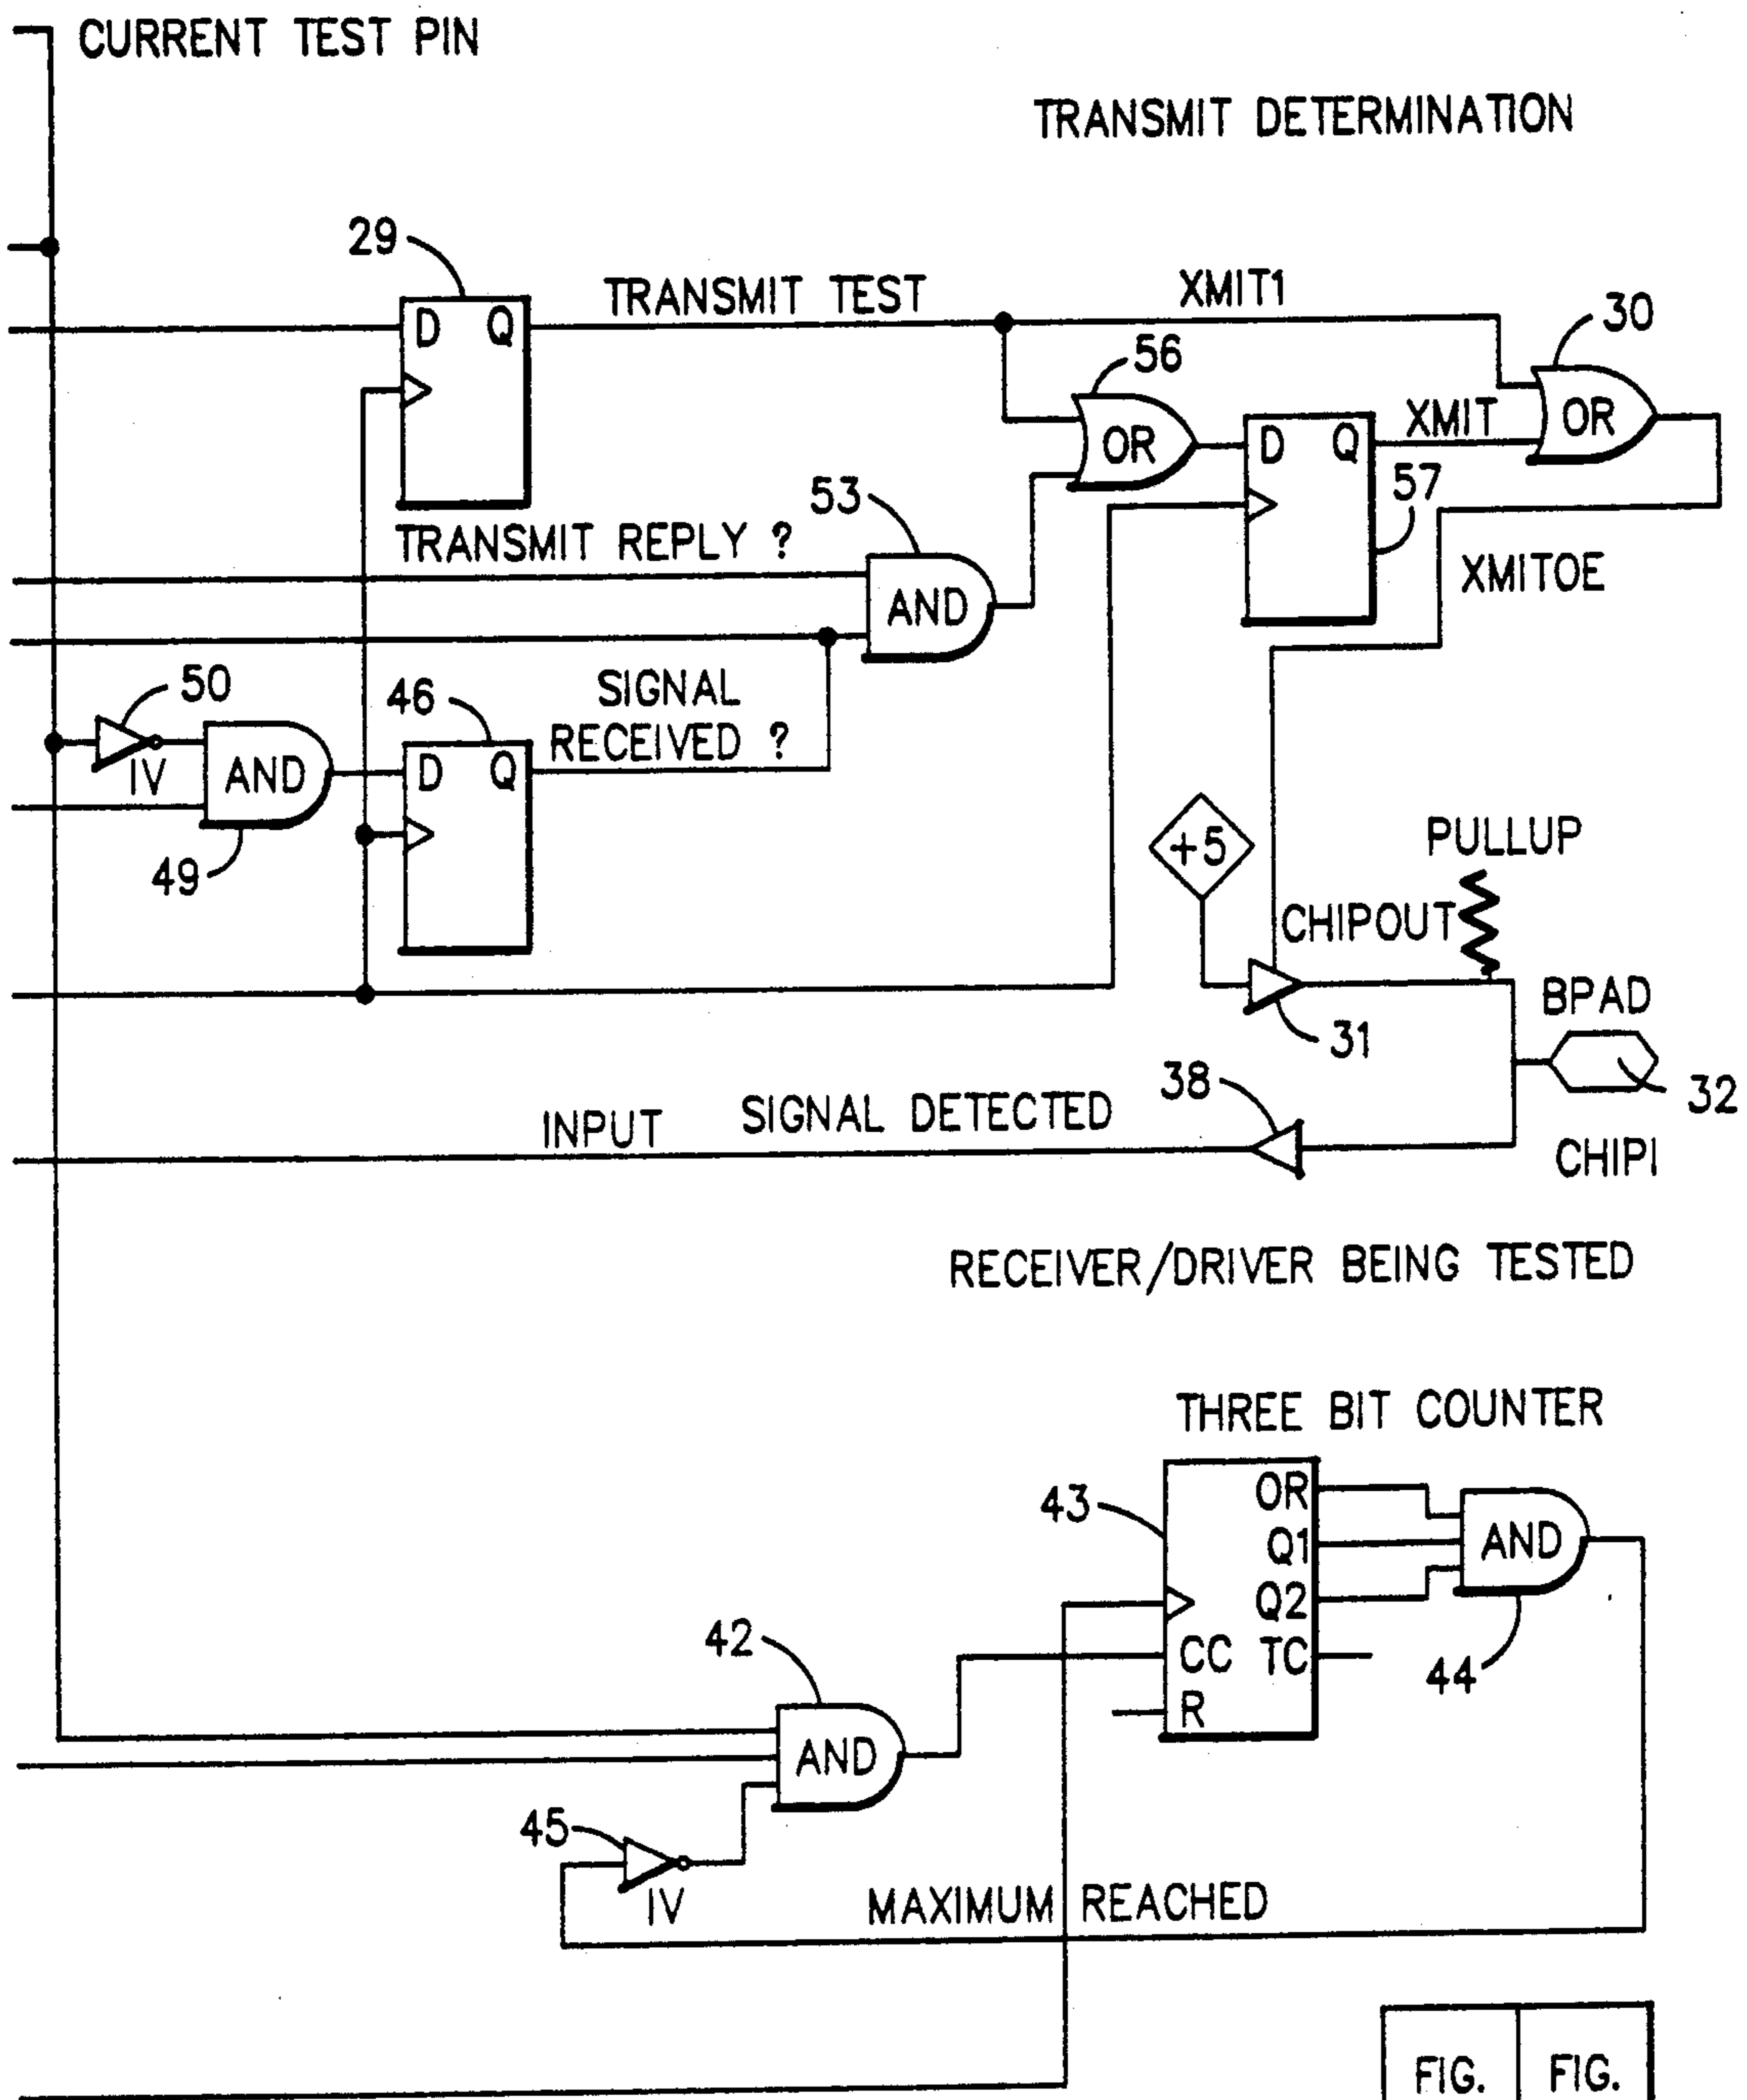 CURRENT TEST PIN
TRANSMIT DETERMINATION
29
TRANSMIT TEST
XMIT1
30
D Q
56
OR
XMIT
OR
D Q
57
53
TRANSMIT REPLY ?
AND
XMITOE
50
IV
AND
49
46
SIGNAL
RECEIVED ?
D Q
+5
PULLUP
CHIPOUT
31
BPAD
32
CHIPI
38
INPUT SIGNAL DETECTED
RECEIVER/DRIVER BEING TESTED
THREE BIT COUNTER
43
OR
Q1
Q2
CC TC
R
AND
44
42
AND
45
IV
MAXIMUM REACHED
FIG. FIG.